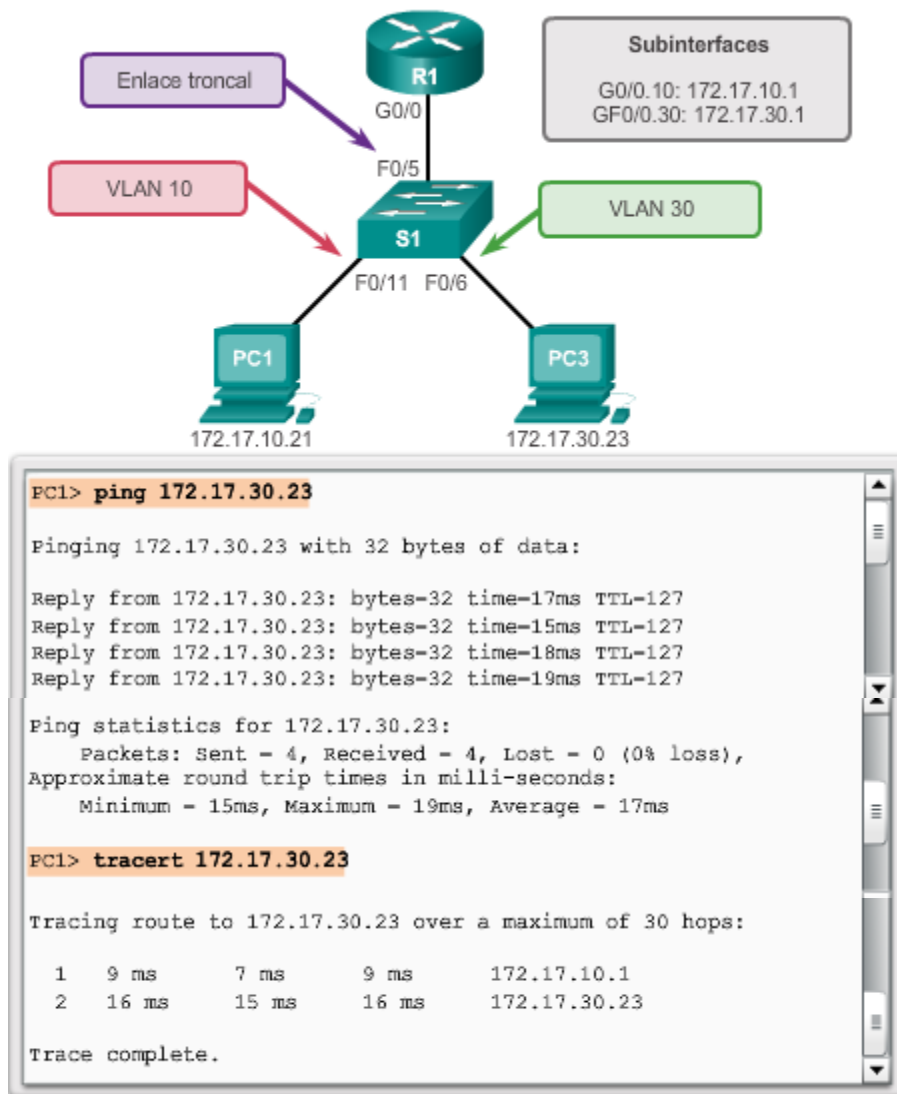 Subinterfaces
G0/0.10: 172.17.10.1
GF0/0.30: 172.17.30.1
Enlace troncal
R1
G0/0
F0/5
VLAN 10
VLAN 30
S1
F0/11 F0/6
PC1
PC3
172.17.10.21
172.17.30.23
PC1> ping 172.17.30.23
Pinging 172.17.30.23 with 32 bytes of data:
Reply from 172.17.30.23: bytes=32 time=17ms TTL=127
Reply from 172.17.30.23: bytes=32 time=15ms TTL=127
Reply from 172.17.30.23: bytes=32 time=18ms TTL=127
Reply from 172.17.30.23: bytes=32 time=19ms TTL=127
Ping statistics for 172.17.30.23:
Packets: Sent = 4, Received = 4, Lost = 0 (0% loss),
Approximate round trip times in milli-seconds:
Minimum = 15ms, Maximum = 19ms, Average = 17ms
PC1> tracert 172.17.30.23
Tracing route to 172.17.30.23 over a maximum of 30 hops:
1 9 ms 7 ms 9 ms 172.17.10.1
2 16 ms 15 ms 16 ms 172.17.30.23
Trace complete.